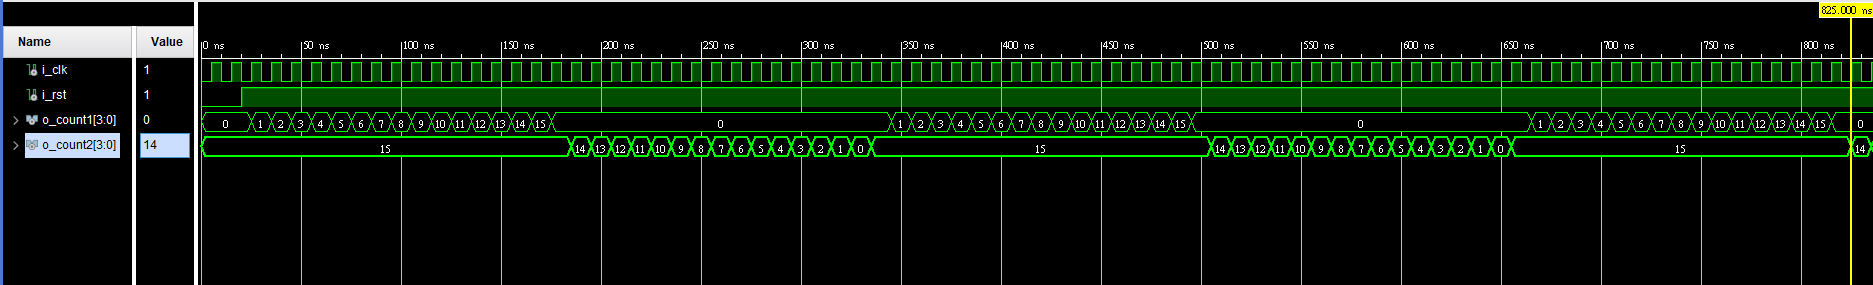 825.000 ns
Name Value
0 ns 50 ns 100 ns 150 ns 200 ns 250 ns 300 ns 350 ns 400 ns 450 ns 500 ns 550 ns 600 ns 650 ns 700 ns 750 ns 800 ns
i_clk 1
i_rst 1
o_count1[3:0] 0 0 1 2 3 4 5 6 7 8 9 10 11 12 13 14 15 0 1 2 3 4 5 6 7 8 9 10 11 12 13 14 15 0 1 2 3 4 5 6 7 8 9 10 11 12 13 14 15 0
o_count2[3:0] 14 15 14 13 12 11 10 9 8 7 6 5 4 3 2 1 0 15 14 13 12 11 10 9 8 7 6 5 4 3 2 1 0 15 14